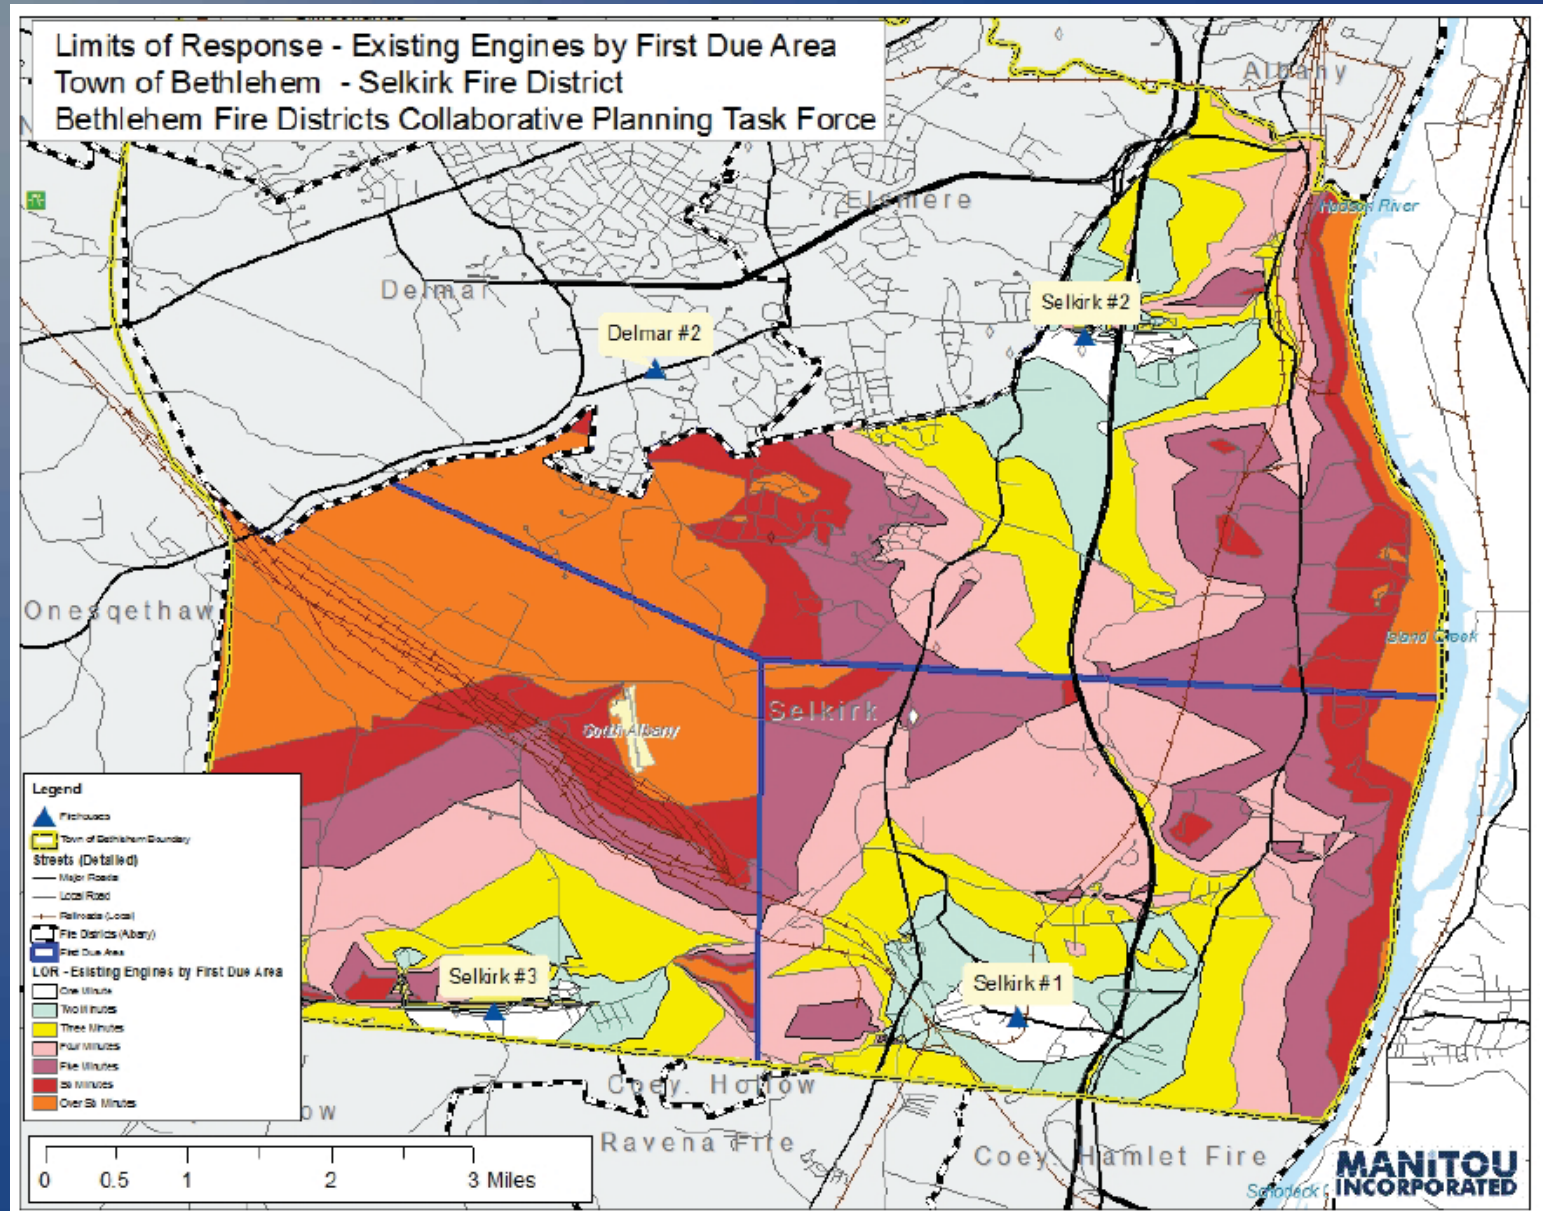 Limits of Response - Existing Engines by First Due Area
Town of Bethlehem - Selkirk Fire District
Bethlehem Fire Districts Collaborative Planning Task Force
Albany
Elsmere
Hudson River
Delmar
Selkirk #2
Delmar #2
Onesqethaw
Island Creek
Selkirk
South Albany
Legend
Firehouses
Town of Bethlehem Boundary
Streets (Detailed)
Major Roads
Local Road
Railroads (Local)
Fire Districts (Albany)
First Due Area
LOR - Existing Engines by First Due Area
One Minute
Two Minutes
Three Minutes
Four Minutes
Five Minutes
Six Minutes
Over Six Minutes
Selkirk #3
Selkirk #1
ow
Coey. Hollow
Ravena Fire
Coey. Hamlet Fire
0 0.5 1 2 3 Miles
MANITOU
INCORPORATED